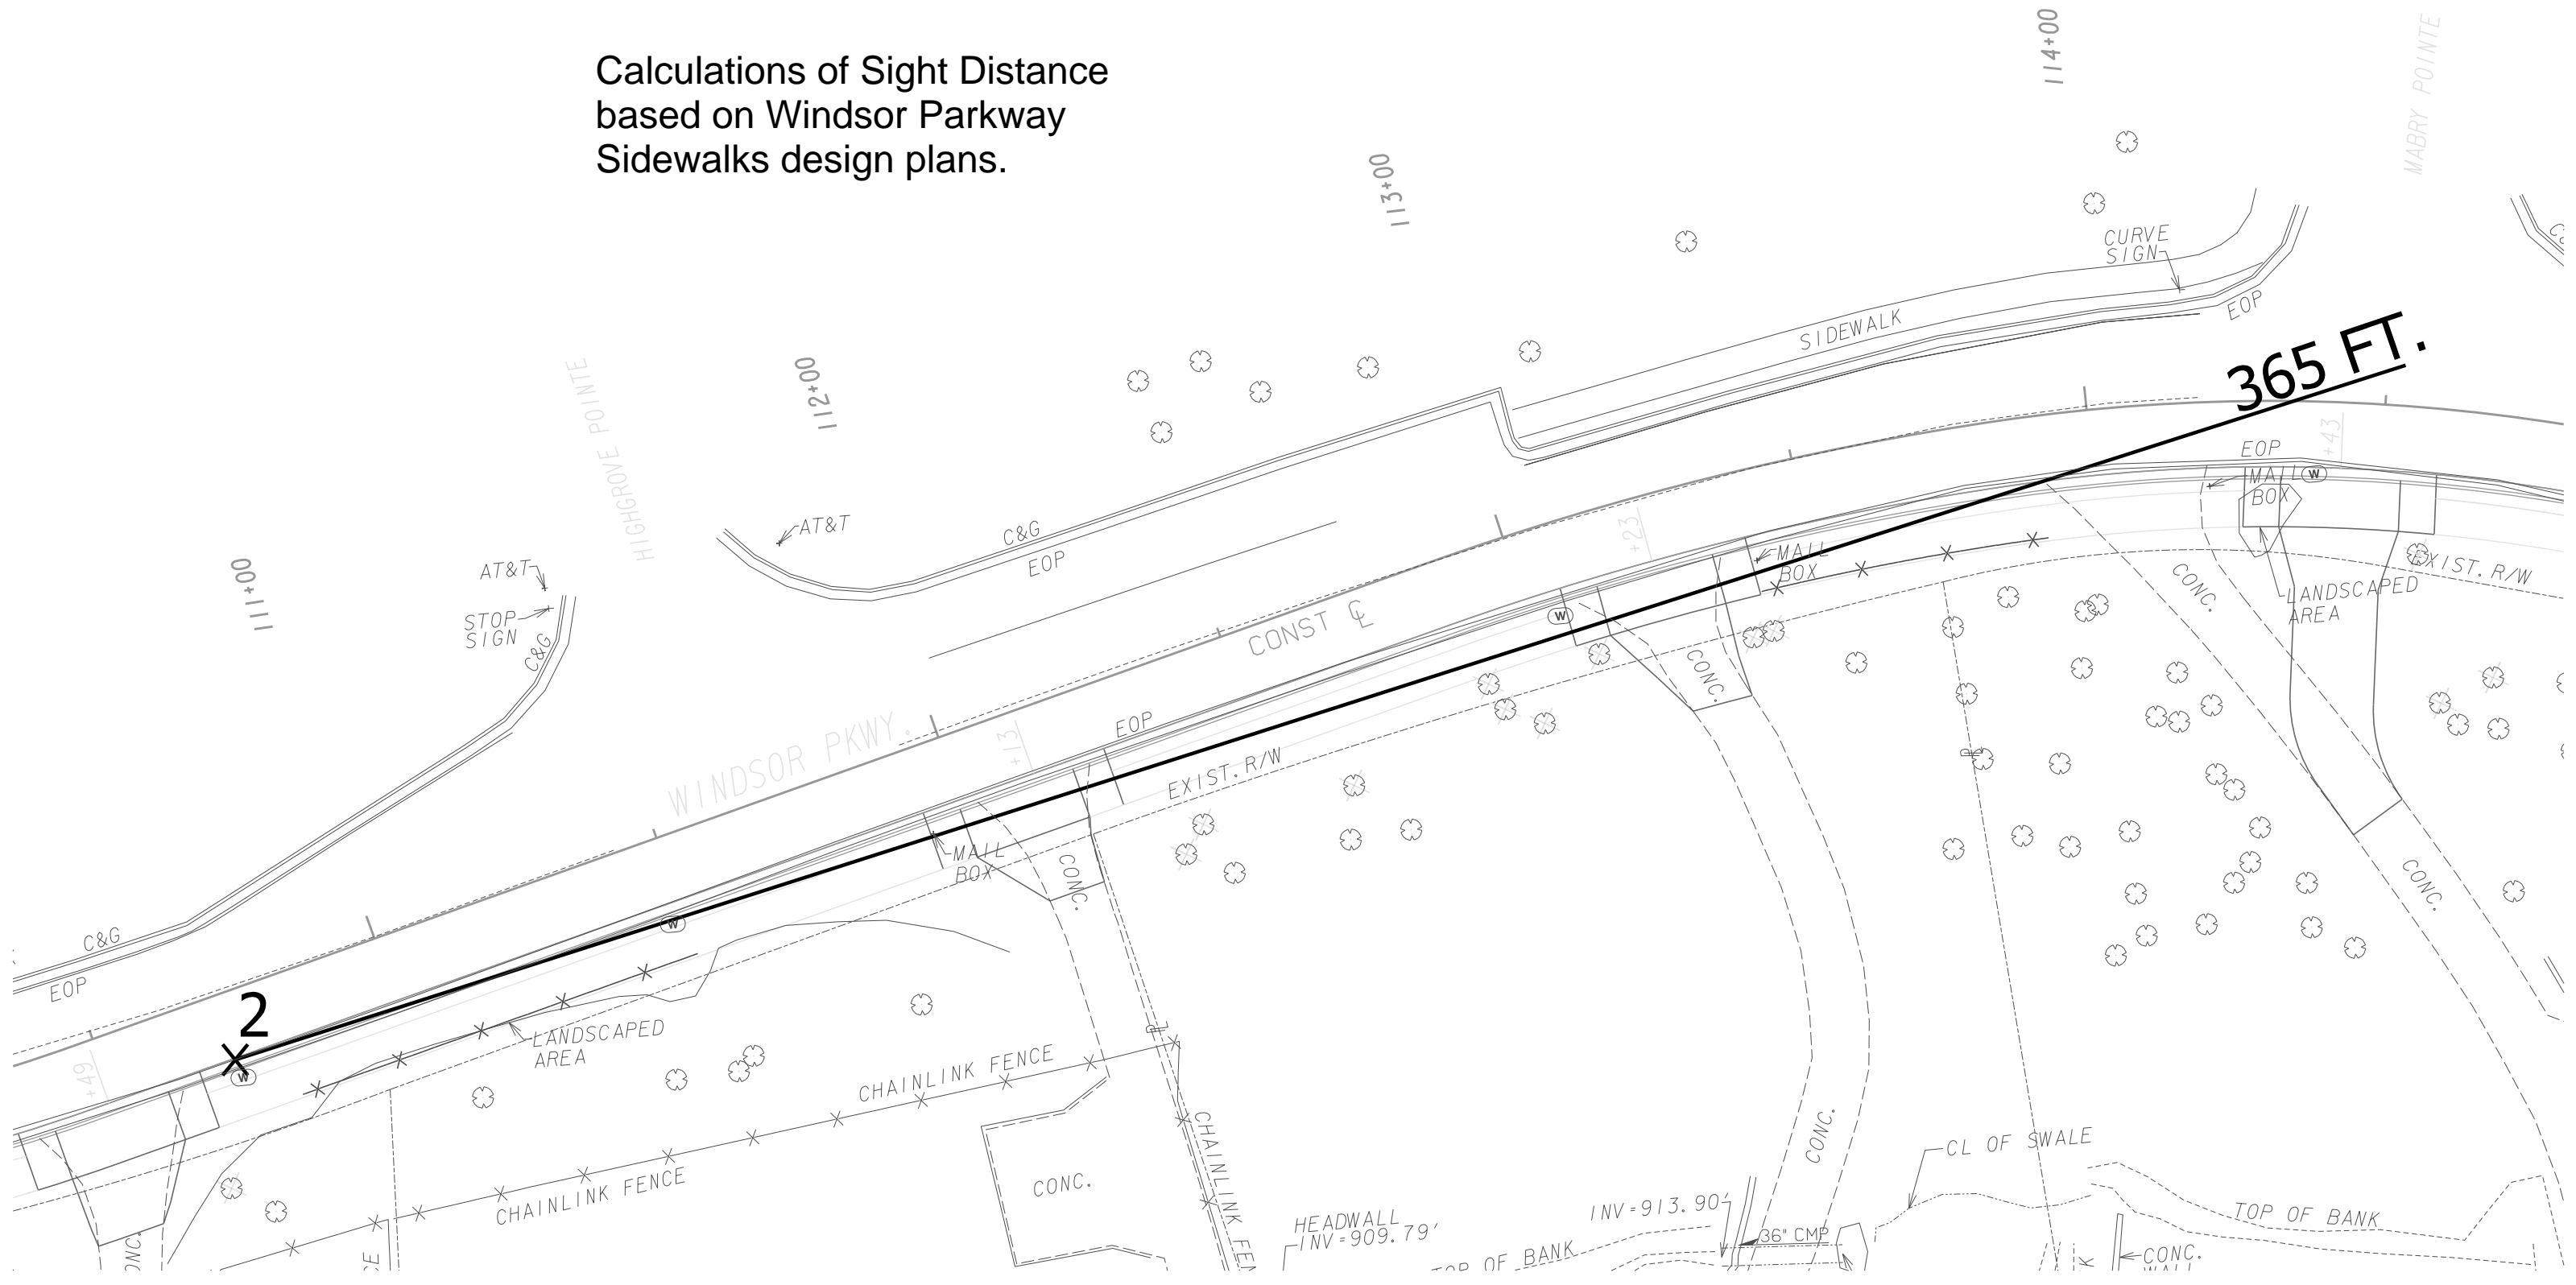 Calculations of Sight Distance
based on Windsor Parkway
Sidewalks design plans.
114+00
MABRY POINTE
113+00
CURVE
SIGN
EOP
SIDEWALK
365 FT.
112+00
HIGHGROVE POINTE
+43
EOP
MAIL
BOX
W
AT&T
C&G
EOP
+23
MAIL
BOX
EXIST. R/W
111+00
AT&T
STOP
SIGN
C&G
CONST ℄
W
CONC.
LANDSCAPED
AREA
CONC.
WINDSOR PKWY.
+13
EOP
EXIST. R/W
MAIL
BOX
CONC.
CONC.
C&G
EOP
W
2
W
+49
LANDSCAPED
AREA
CHAINLINK FENCE
CHAINLINK FENCE
CONC.
CHAINLINK FEN
CONC.
CL OF SWALE
HEADWALL
INV=909.79'
INV=913.90'
36" CMP
TOP OF BANK
TOP OF BANK
CONC.
WALL